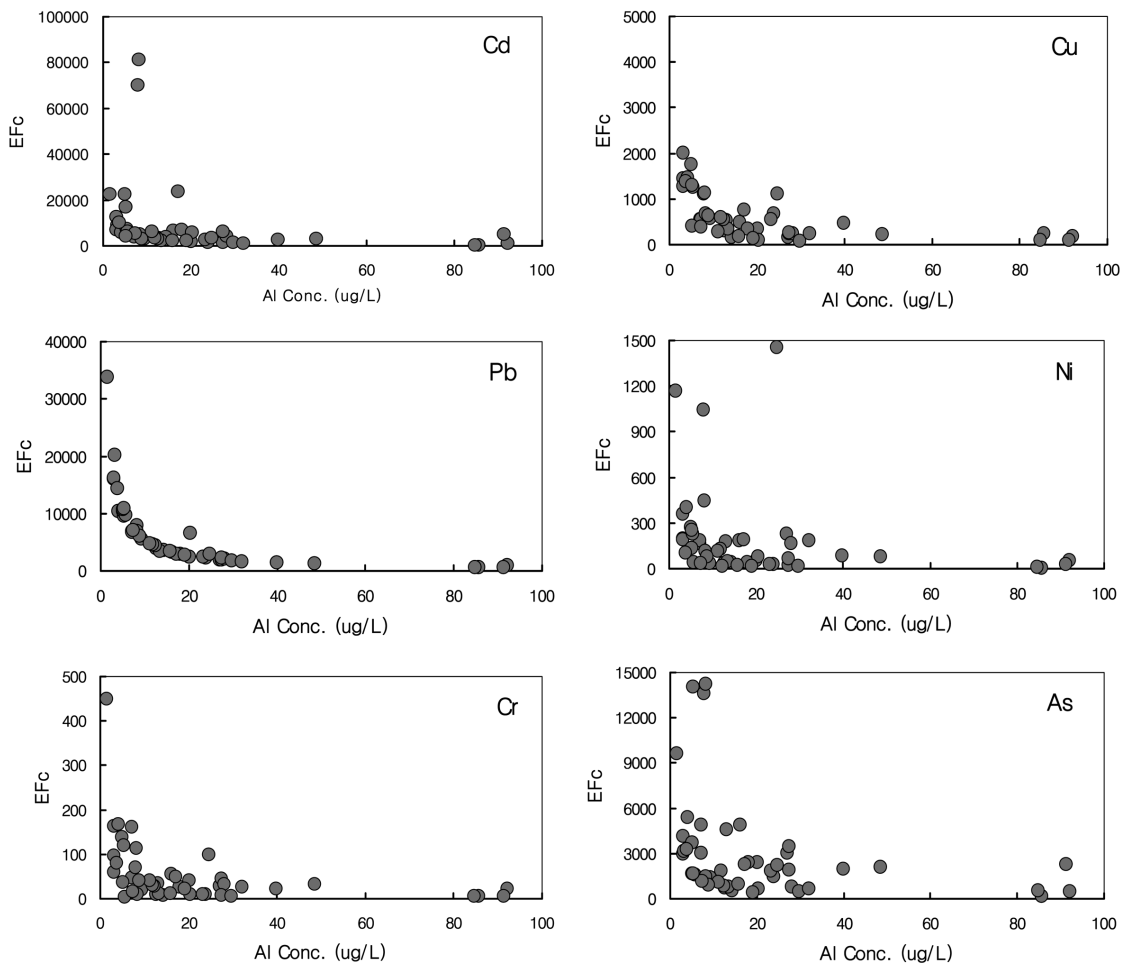 Cd
EFc
100000
80000
60000
40000
20000
0
0 20 40 60 80 100
Al Conc. (ug/L)
Cu
EFc
5000
4000
3000
2000
1000
0
0 20 40 60 80 100
Al Conc. (ug/L)
Pb
EFc
40000
30000
20000
10000
0
0 20 40 60 80 100
Al Conc. (ug/L)
Ni
EFc
1500
1200
900
600
300
0
0 20 40 60 80 100
Al Conc. (ug/L)
Cr
EFc
500
400
300
200
100
0
0 20 40 60 80 100
Al Conc. (ug/L)
As
EFc
15000
12000
9000
6000
3000
0
0 20 40 60 80 100
Al Conc. (ug/L)